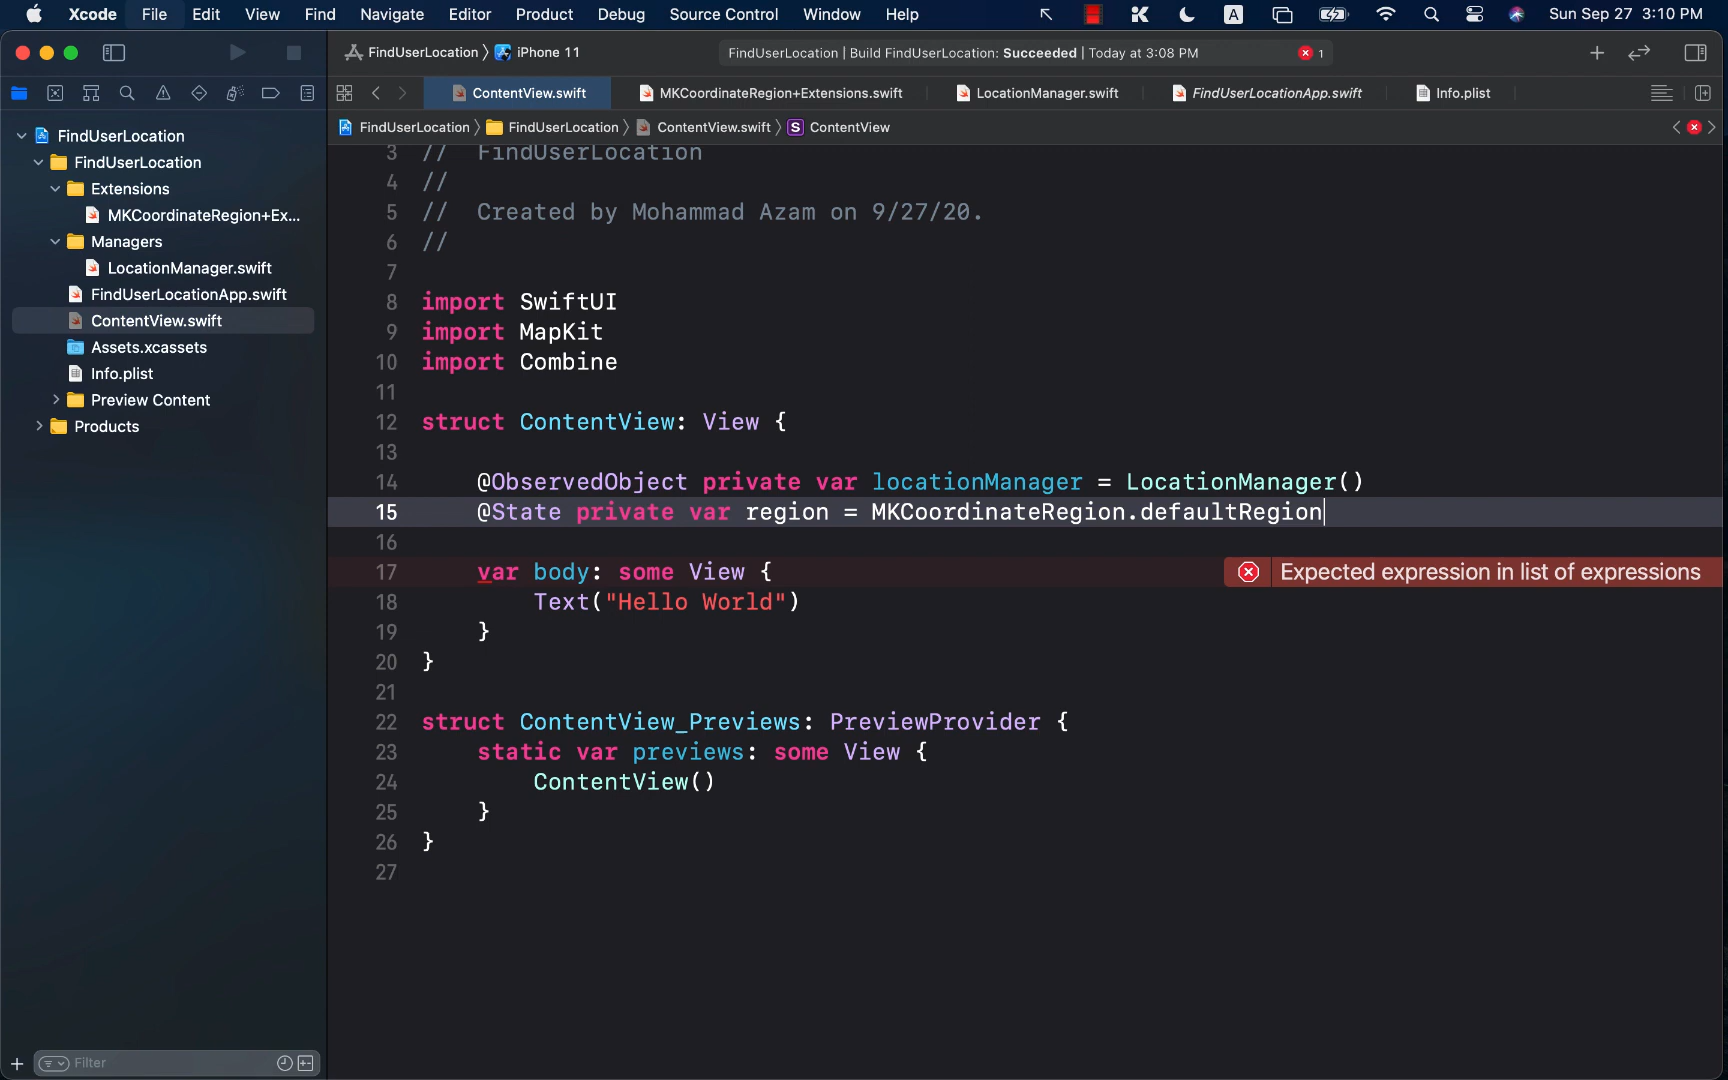 Xcode File Edit View Find Navigate Editor Product Debug Source Control Window Help A Sun Sep 27 3:10 PM
FindUserLocation 〉 iPhone 11 FindUserLocation | Build FindUserLocation: Succeeded | Today at 3:08 PM 1
ContentView.swift MKCoordinateRegion+Extensions.swift LocationManager.swift FindUserLocationApp.swift Info.plist
FindUserLocation 〉 FindUserLocation 〉 ContentView.swift 〉 S ContentView
FindUserLocation
FindUserLocation
Extensions
MKCoordinateRegion+Ex...
Managers
LocationManager.swift
FindUserLocationApp.swift
ContentView.swift
Assets.xcassets
Info.plist
Preview Content
Products
Filter
3 // FindUserLocation
4 //
5 // Created by Mohammad Azam on 9/27/20.
6 //
7
8 import SwiftUI
9 import MapKit
10 import Combine
11
12 struct ContentView: View {
13
14 @ObservedObject private var locationManager = LocationManager()
15 @State private var region = MKCoordinateRegion.defaultRegion
16
17 var body: some View { Expected expression in list of expressions
18 Text("Hello World")
19 }
20 }
21
22 struct ContentView_Previews: PreviewProvider {
23 static var previews: some View {
24 ContentView()
25 }
26 }
27